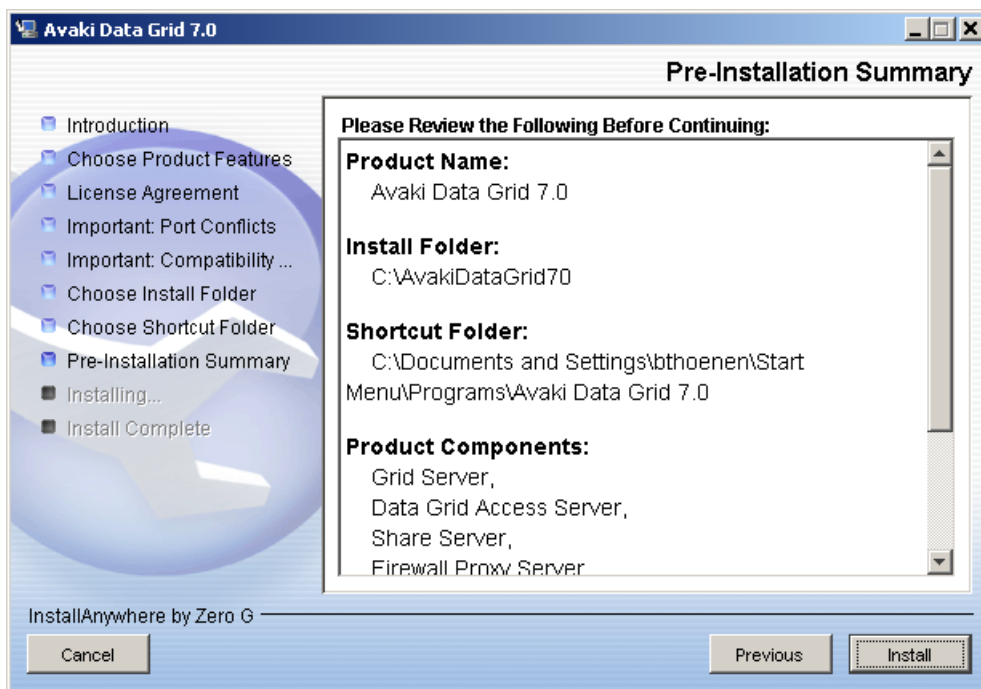 Avaki Data Grid 7.0
Pre-Installation Summary
Introduction
Choose Product Features
License Agreement
Important: Port Conflicts
Important: Compatibility ...
Choose Install Folder
Choose Shortcut Folder
Pre-Installation Summary
Installing...
Install Complete
Please Review the Following Before Continuing:
Product Name:
Avaki Data Grid 7.0
Install Folder:
C:\AvakiDataGrid70
Shortcut Folder:
C:\Documents and Settings\bthoenen\Start
Menu\Programs\Avaki Data Grid 7.0
Product Components:
Grid Server,
Data Grid Access Server,
Share Server,
Firewall Proxy Server
InstallAnywhere by Zero G
Cancel
Previous
Install